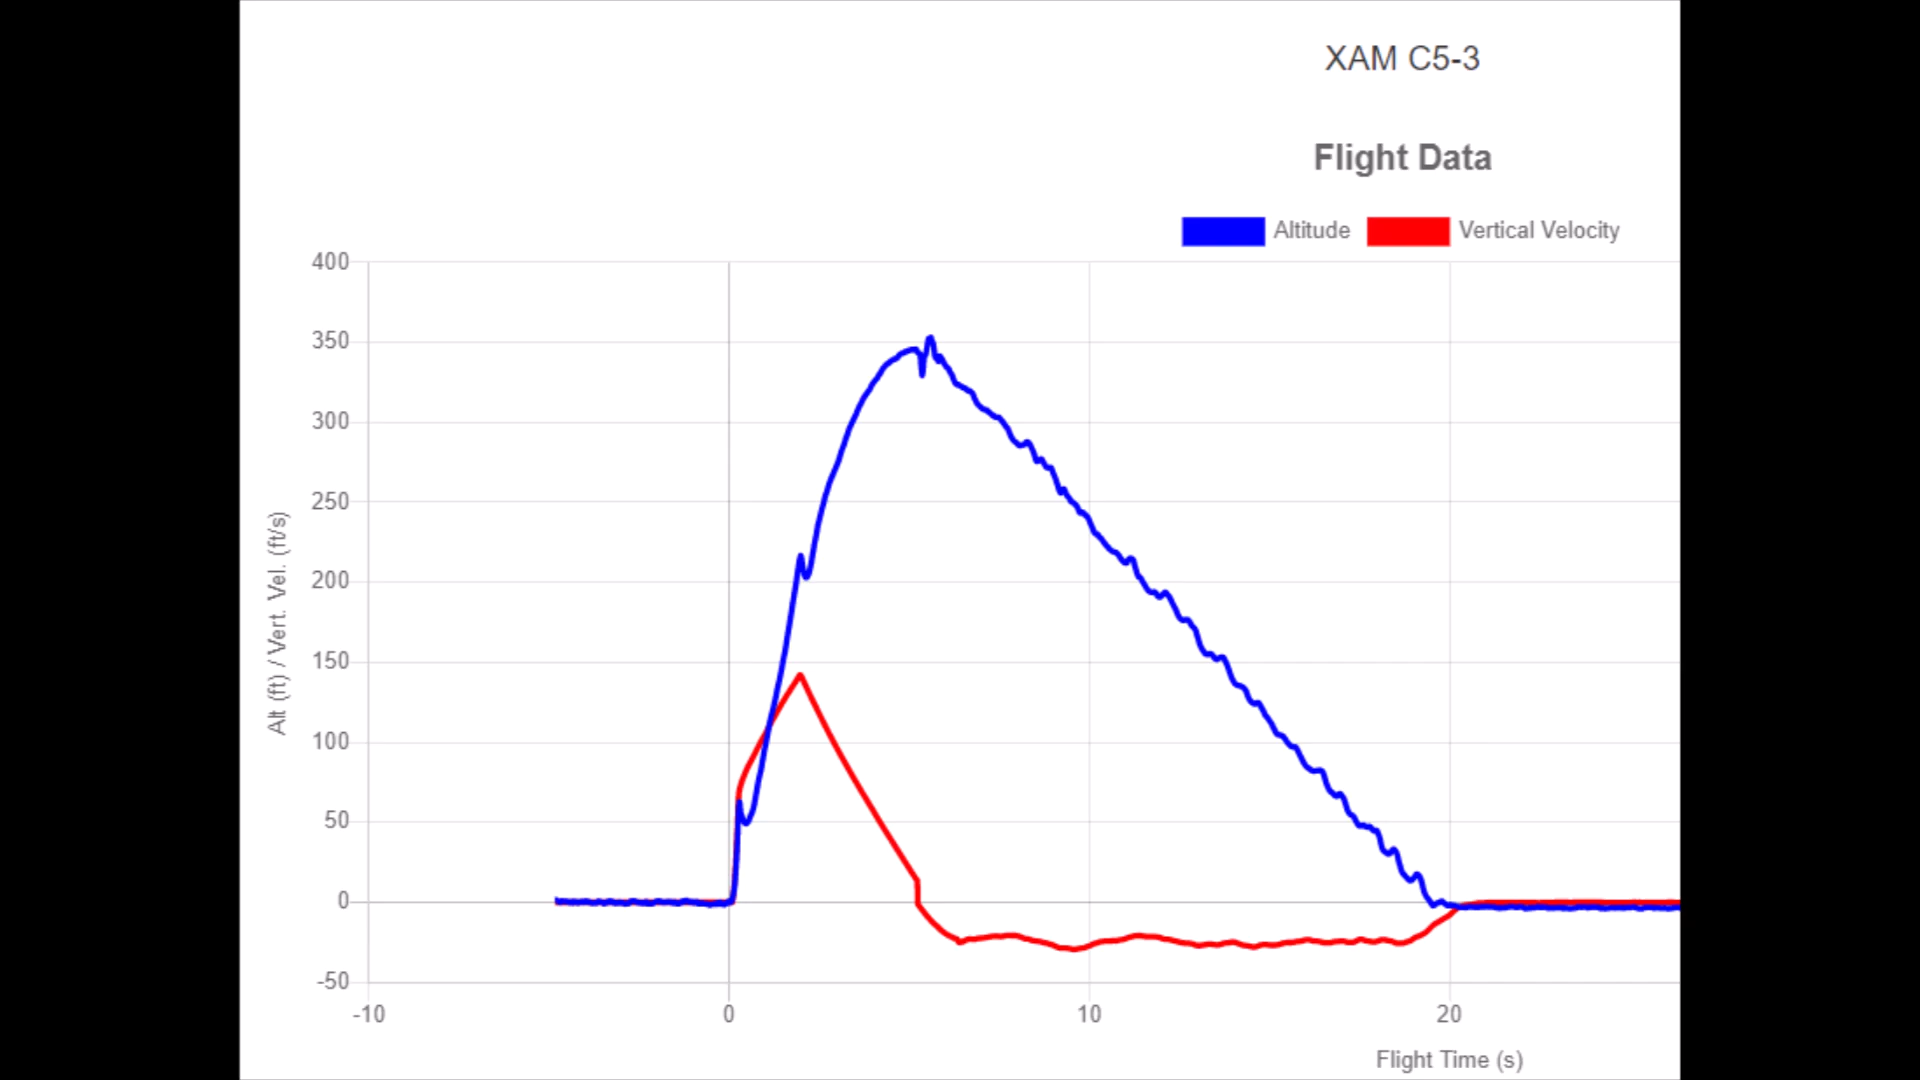 XAM C5-3
Flight Data
Altitude Vertical Velocity
400
350
300
250
200
150
100
50
0
-50
Alt (ft) / Vert. Vel. (ft/s)
-10 0 10 20
Flight Time (s)